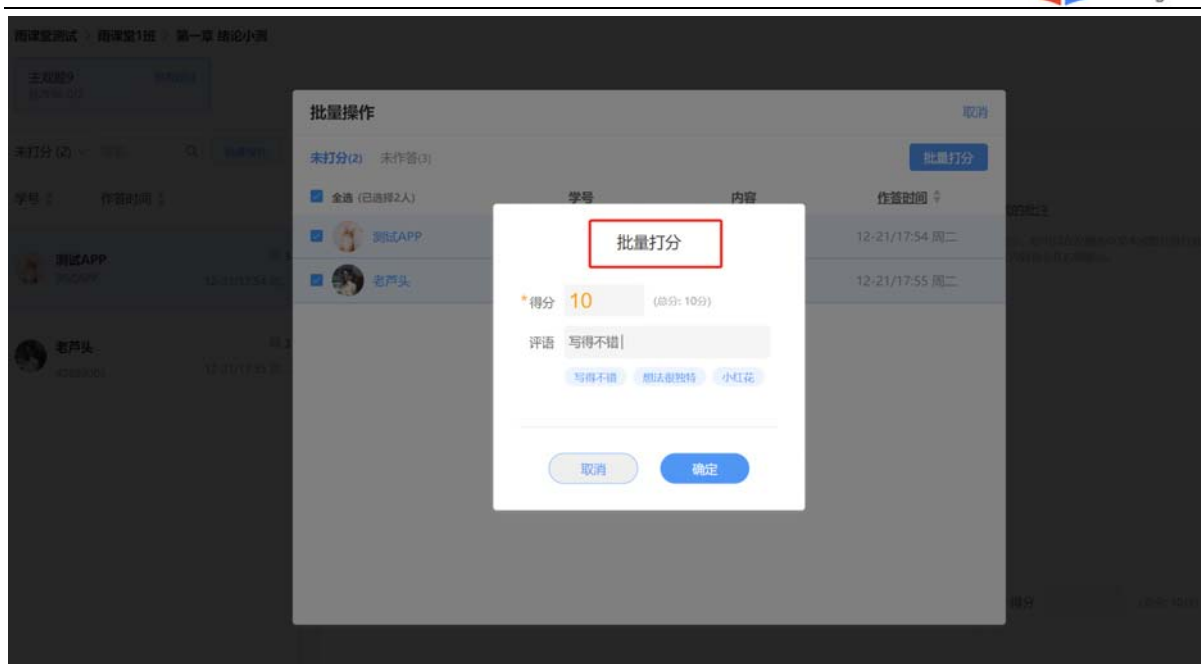 雨课堂测试 > 雨课堂1班 > 第一章 绪论小测
主观题9
批量操作 取消
未打分 (2)
未打分(2) 未作答(3) 批量打分
学号 作答时间
全选 (已选择2人) 学号 内容 作答时间
测试APP 12-21/17:54 周二
测试APP
老芦头 12-21/17:55 周二
老芦头
批量打分
*得分 10 (总分: 10分)
评语 写得不错
写得不错 想法很独特 小红花
取消 确定
得分